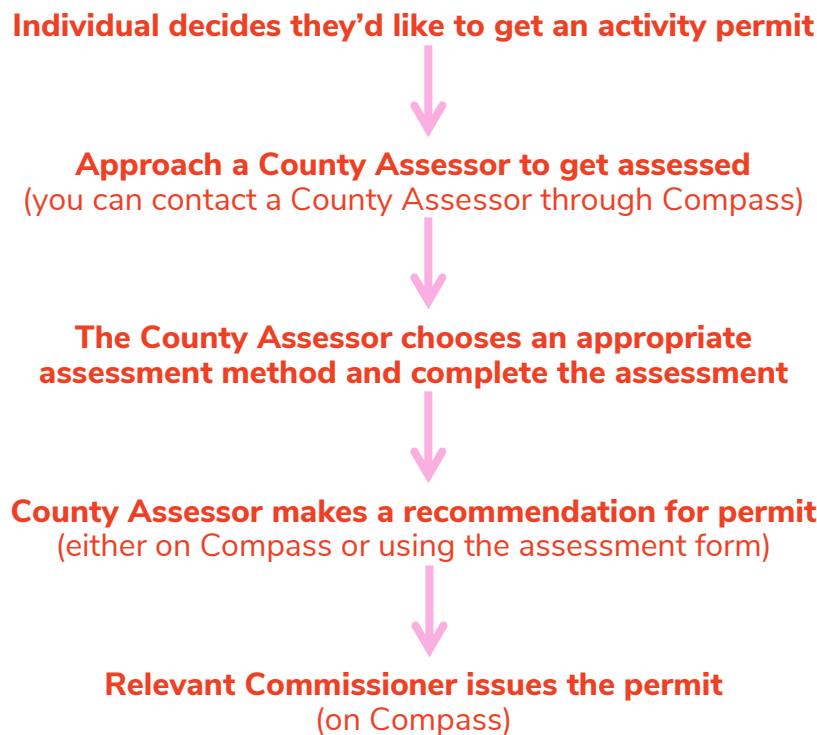 Individual decides they’d like to get an activity permit
Approach a County Assessor to get assessed
(you can contact a County Assessor through Compass)
The County Assessor chooses an appropriate
assessment method and complete the assessment
County Assessor makes a recommendation for permit
(either on Compass or using the assessment form)
Relevant Commissioner issues the permit
(on Compass)